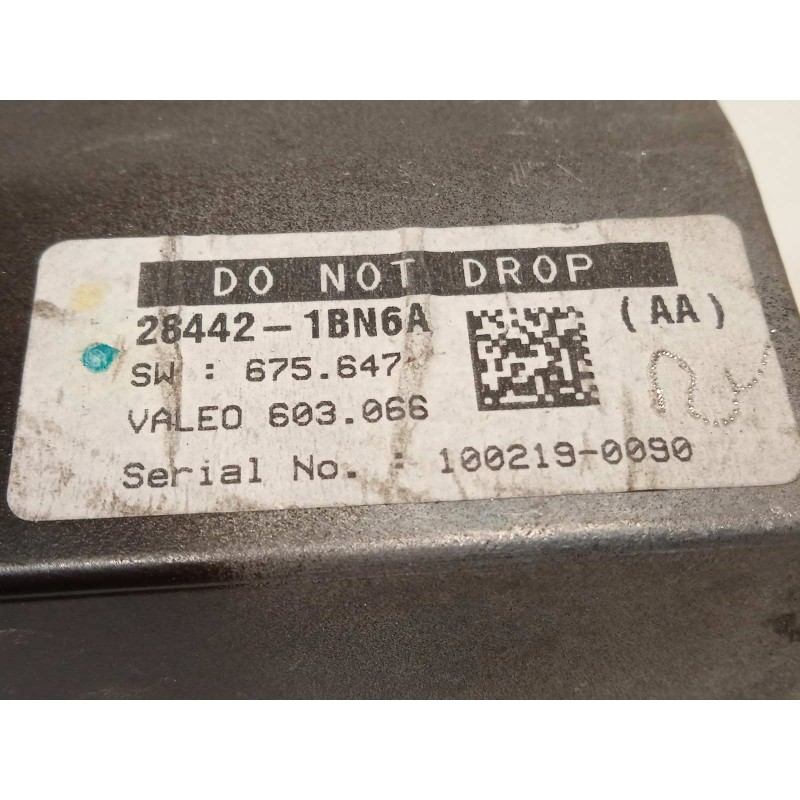 DO NOT DROP
28442-1BN6A (AA)
SW : 675.647
VALEO 603.066
Serial No. : 100219-0090